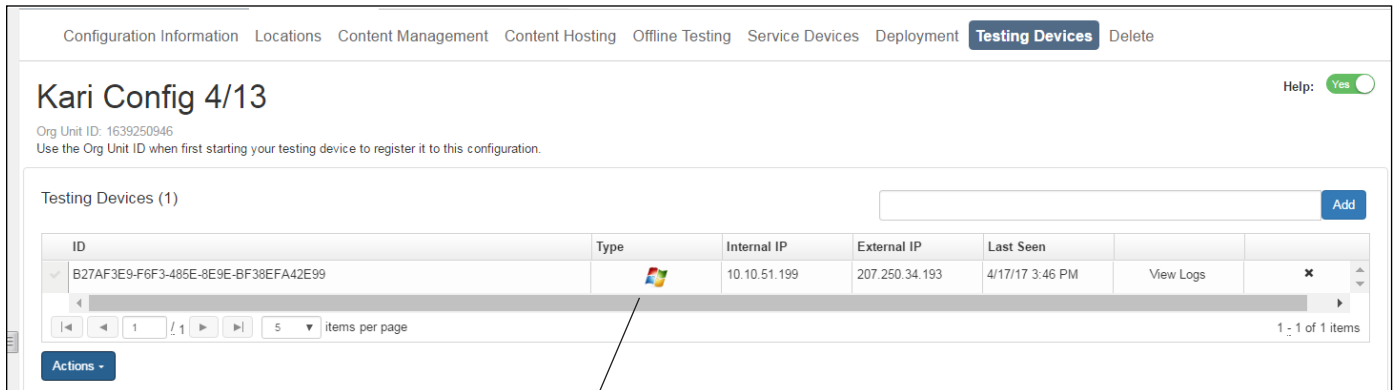 Configuration Information Locations Content Management Content Hosting Offline Testing Service Devices Deployment Testing Devices Delete
Kari Config 4/13
Help: Yes
Org Unit ID: 1639250946
Use the Org Unit ID when first starting your testing device to register it to this configuration.
Testing Devices (1)
Add
ID Type Internal IP External IP Last Seen
B27AF3E9-F6F3-485E-8E9E-BF38EFA42E99 10.10.51.199 207.250.34.193 4/17/17 3:46 PM View Logs
1 / 1 5 items per page 1 - 1 of 1 items
Actions